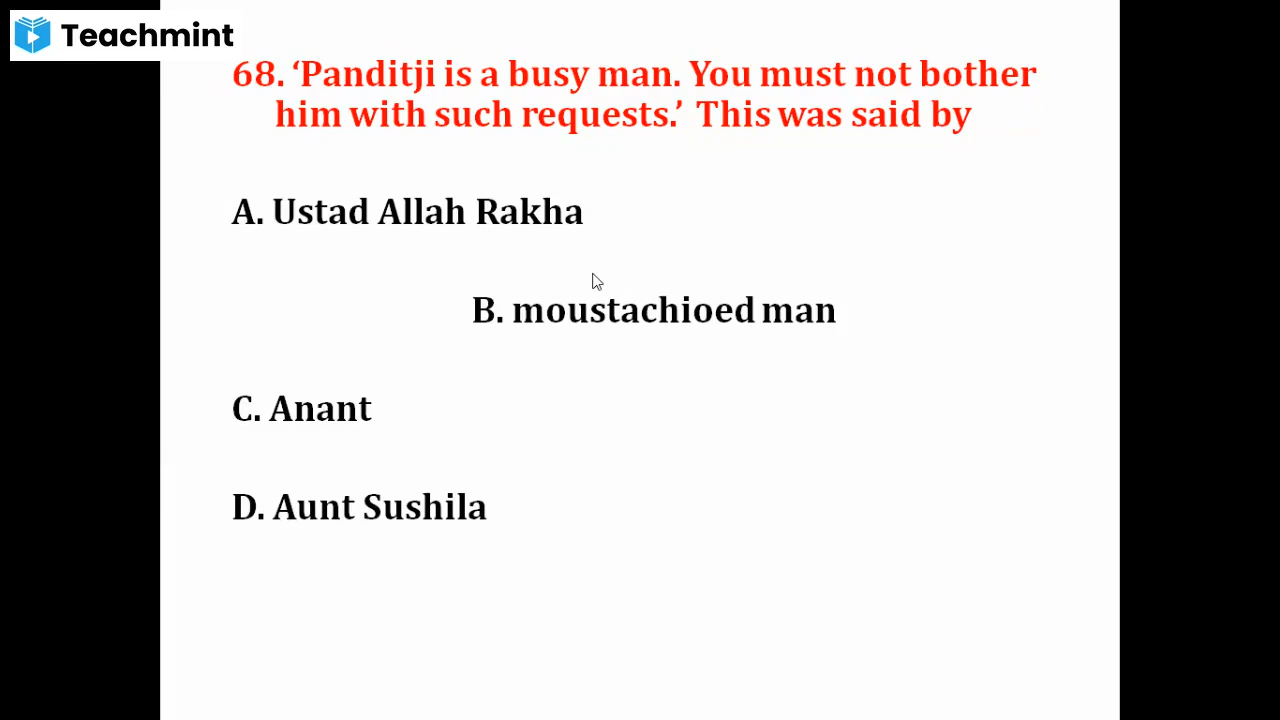 Teachmint
68. ‘Panditji is a busy man. You must not bother
him with such requests.’ This was said by
A. Ustad Allah Rakha
B. moustachioed man
C. Anant
D. Aunt Sushila